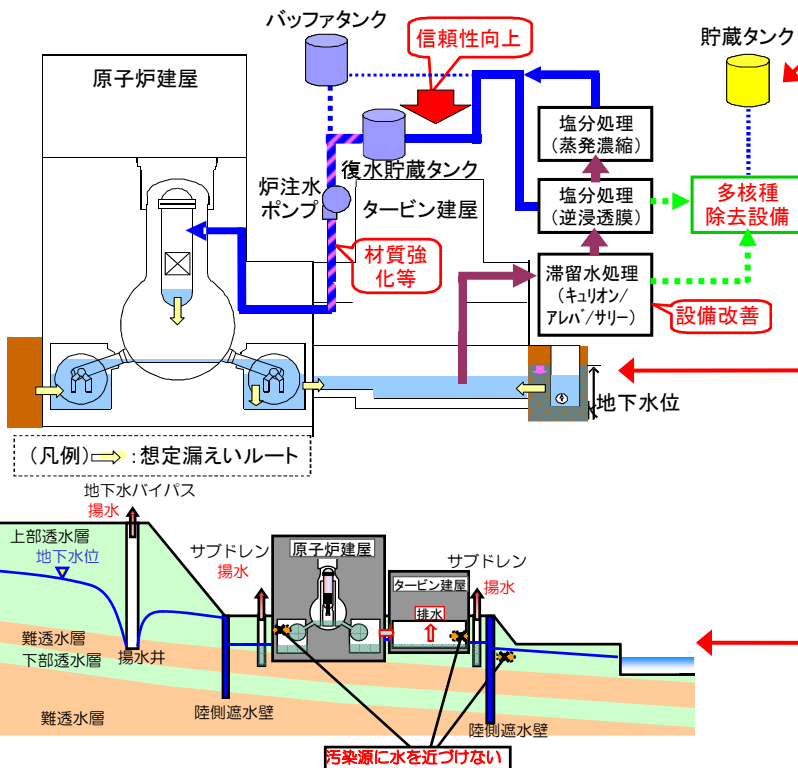 バッファタンク
信頼性向上
貯蔵タンク
原子炉建屋
塩分処理
（蒸発濃縮）
復水貯蔵タンク
炉注水
ポンプ
タービン建屋
塩分処理
（逆浸透膜）
多核種
除去設備
材質強
化等
滞留水処理
（キュリオン/
アレバ/サリー）
設備改善
地下水位
（凡例） ：想定漏えいルート
地下水バイパス
揚水
上部透水層
地下水位
サブドレン
揚水
原子炉建屋
サブドレン
揚水
タービン建屋
排水
難透水層
下部透水層
揚水井
難透水層
陸側遮水壁
陸側遮水壁
汚染源に水を近づけない